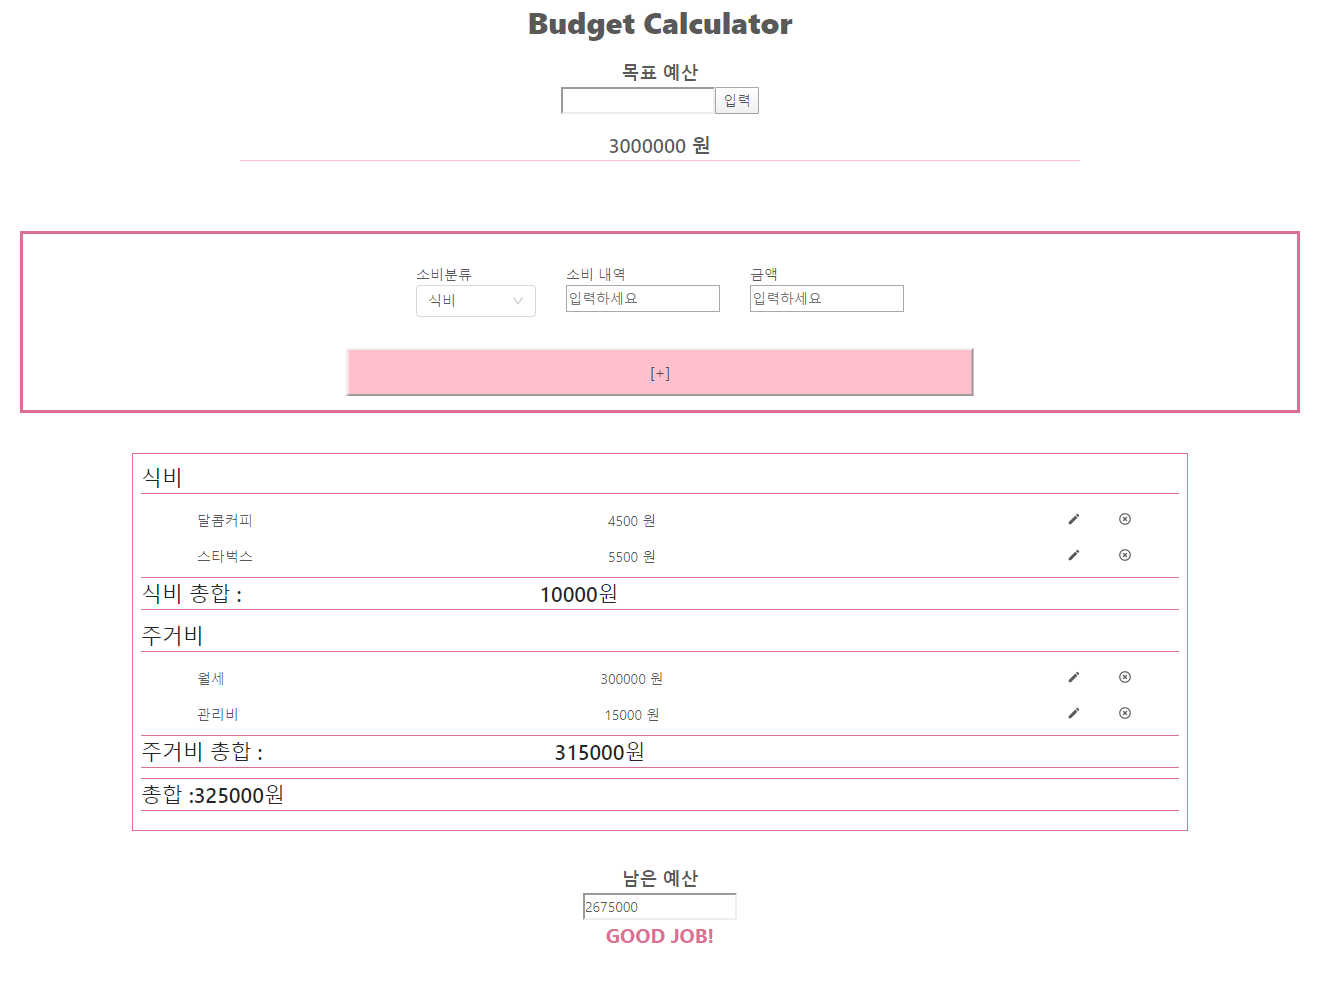 Budget Calculator
목표 예산
입력
3000000 원
소비분류 소비 내역 금액
식비 입력하세요 입력하세요
[+]
식비
달콤커피 4500 원
스타벅스 5500 원
식비 총합 : 10000원
주거비
월세 300000 원
관리비 15000 원
주거비 총합 : 315000원
총합 :325000원
남은 예산
2675000
GOOD JOB!